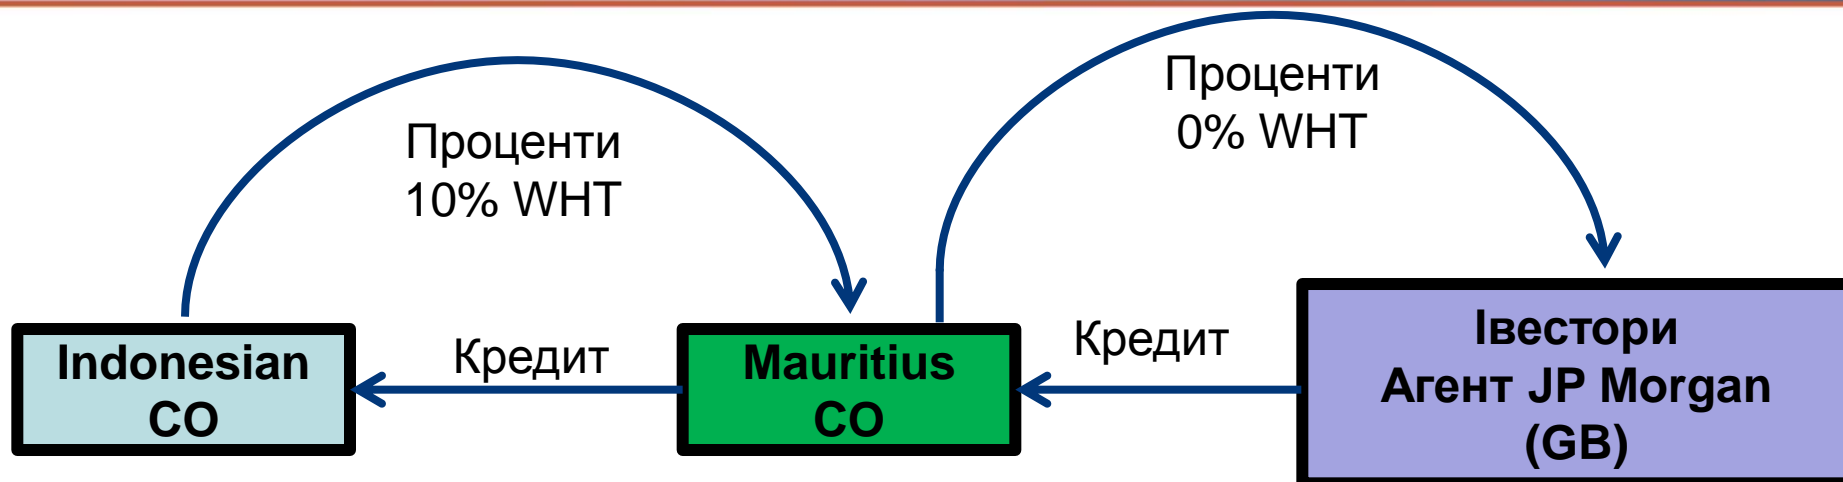 Проценти
10% WHT
Проценти
0% WHT
Indonesian
CO
Кредит
Mauritius
CO
Кредит
Івестори
Агент JP Morgan
(GB)